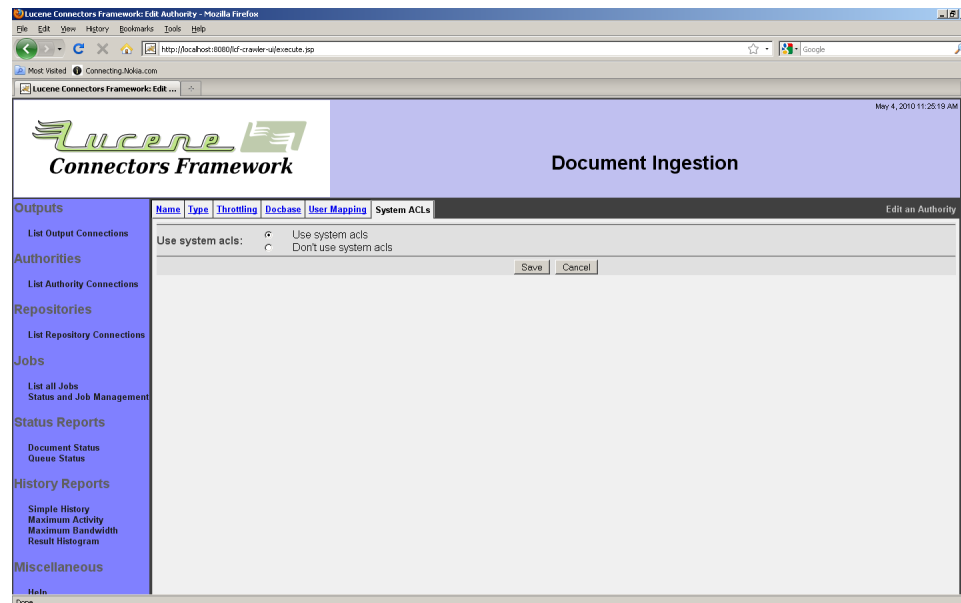 Lucene Connectors Framework: Edit Authority - Mozilla Firefox
File Edit View History Bookmarks Tools Help
http://localhost:8080/lcf-crawler-ui/execute.jsp
Google
Most Visited Connecting.Nokia.com
Lucene Connectors Framework: Edit ...
May 4, 2010 11:25:19 AM
Lucene
Connectors Framework
Document Ingestion
Outputs
List Output Connections
Authorities
List Authority Connections
Repositories
List Repository Connections
Jobs
List all Jobs
Status and Job Management
Status Reports
Document Status
Queue Status
History Reports
Simple History
Maximum Activity
Maximum Bandwidth
Result Histogram
Miscellaneous
Help
Name Type Throttling Docbase User Mapping System ACLs
Edit an Authority
Use system acls:
Use system acls
Don't use system acls
Save Cancel
Done